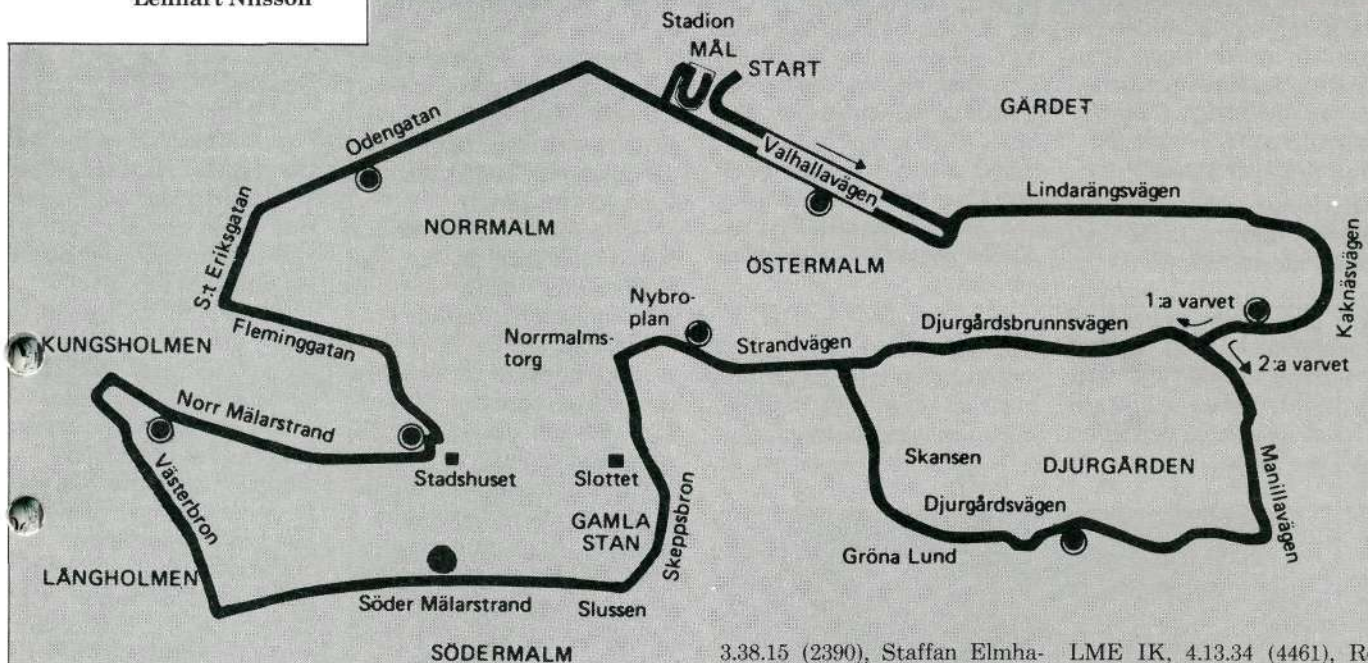 Lennart Nilsson
Stadion
MÅL
START
GÄRDET
Odengatan
Valhallavägen
Lindarängsvägen
S:t Eriksgatan
NORRMALM
ÖSTERMALM
Kaknäsvägen
Nybro-
plan
1:a varvet
Fleminggatan
Norrmalms-
torg
Strandvägen
Djurgårdsbrunnsvägen
KUNGSHOLMEN
2:a varvet
Norr Mälarstrand
Västerbron
Stadshuset
Slottet
Skeppsbron
Skansen
DJURGÅRDEN
Manillavägen
GAMLA
STAN
Djurgårdsvägen
LÅNGHOLMEN
Gröna Lund
Söder Mälarstrand
Slussen
SÖDERMALM
3.38.15 (2390), Staffan Elmha-
LME IK, 4.13.34 (4461), R